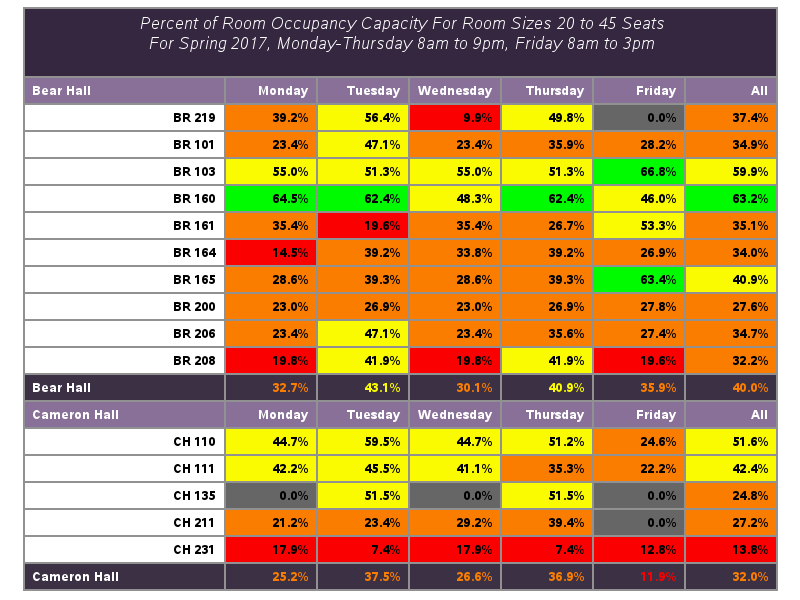 Percent of Room Occupancy Capacity For Room Sizes 20 to 45 Seats
For Spring 2017, Monday-Thursday 8am to 9pm, Friday 8am to 3pm
Bear Hall Monday Tuesday Wednesday Thursday Friday All
BR 219 39.2% 56.4% 9.9% 49.8% 0.0% 37.4%
BR 101 23.4% 47.1% 23.4% 35.9% 28.2% 34.9%
BR 103 55.0% 51.3% 55.0% 51.3% 66.8% 59.9%
BR 160 64.5% 62.4% 48.3% 62.4% 46.0% 63.2%
BR 161 35.4% 19.6% 35.4% 26.7% 53.3% 35.1%
BR 164 14.5% 39.2% 33.8% 39.2% 26.9% 34.0%
BR 165 28.6% 39.3% 28.6% 39.3% 63.4% 40.9%
BR 200 23.0% 26.9% 23.0% 26.9% 27.8% 27.6%
BR 206 23.4% 47.1% 23.4% 35.6% 27.4% 34.7%
BR 208 19.8% 41.9% 19.8% 41.9% 19.6% 32.2%
Bear Hall 32.7% 43.1% 30.1% 40.9% 35.9% 40.0%
Cameron Hall Monday Tuesday Wednesday Thursday Friday All
CH 110 44.7% 59.5% 44.7% 51.2% 24.6% 51.6%
CH 111 42.2% 45.5% 41.1% 35.3% 22.2% 42.4%
CH 135 0.0% 51.5% 0.0% 51.5% 0.0% 24.8%
CH 211 21.2% 23.4% 29.2% 39.4% 0.0% 27.2%
CH 231 17.9% 7.4% 17.9% 7.4% 12.8% 13.8%
Cameron Hall 25.2% 37.5% 26.6% 36.9% 11.9% 32.0%